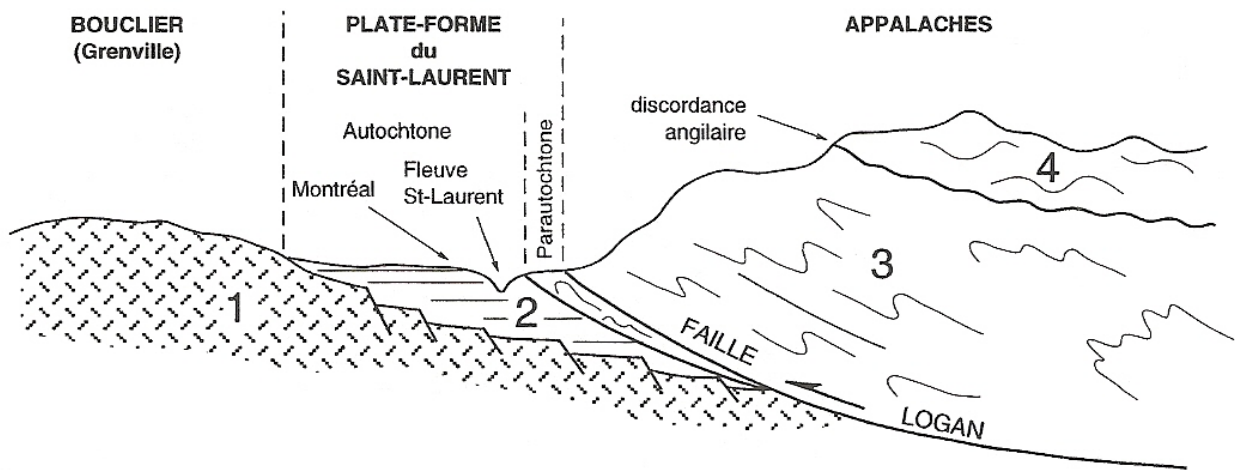 BOUCLIER
(Grenville)
PLATE-FORME
du
SAINT-LAURENT
APPALACHES
Autochtone
Parautochtone
Montréal
Fleuve
St-Laurent
discordance
angilaire
1
2
3
4
FAILLE
LOGAN